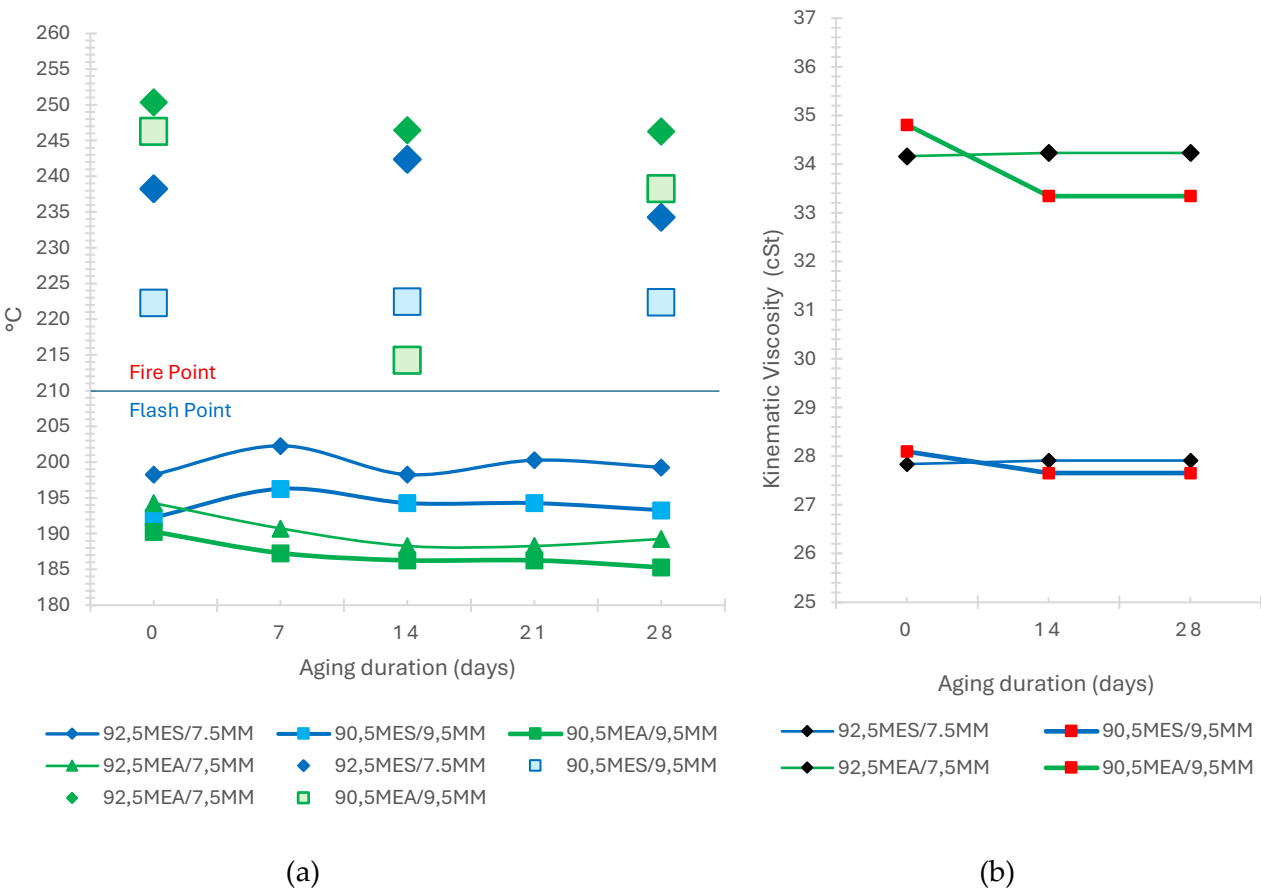 260
255
250
245
240
235
230
225
220
215
210
205
200
195
190
185
180
°C
Fire Point
Flash Point
0 7 14 21 28
Aging duration (days)
92,5MES/7.5MM 90,5MES/9,5MM 90,5MEA/9,5MM
92,5MEA/7,5MM 92,5MES/7.5MM 90,5MES/9,5MM
92,5MEA/7,5MM 90,5MEA/9,5MM
(a)
37
36
35
34
33
32
31
30
29
28
27
26
25
Kinematic Viscosity (cSt)
0 14 28
Aging duration (days)
92,5MES/7.5MM 90,5MES/9,5MM
92,5MEA/7,5MM 90,5MEA/9,5MM
(b)